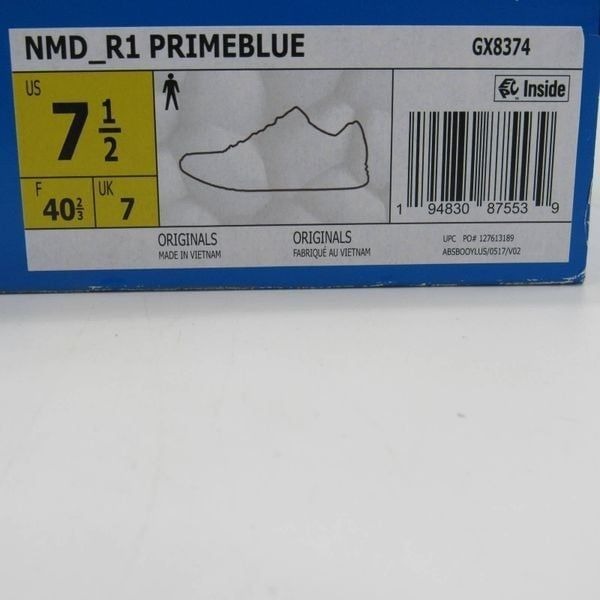 NMD_R1 PRIMEBLUE GX8374
US
7 1/2
F 40 2/3 UK 7
Inside
1 94830 87553 9
ORIGINALS ORIGINALS
MADE IN VIETNAM FABRIQUÉ AU VIETNAM
UPC PO# 127613189
ABSBOOYLUS/0517/V02